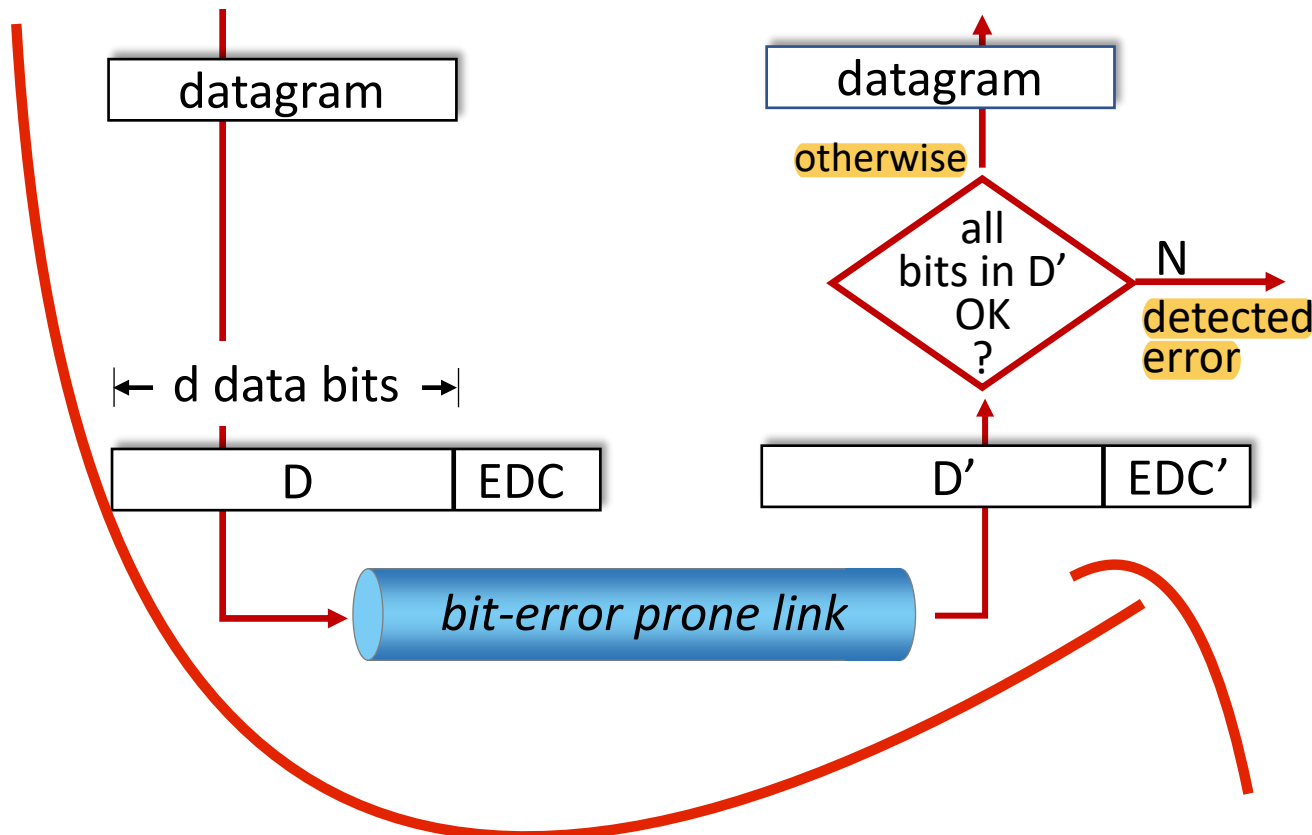 datagram
d data bits
D
EDC
bit-error prone link
datagram
otherwise
all
bits in D’
OK
?
N
detected
error
D’
EDC’